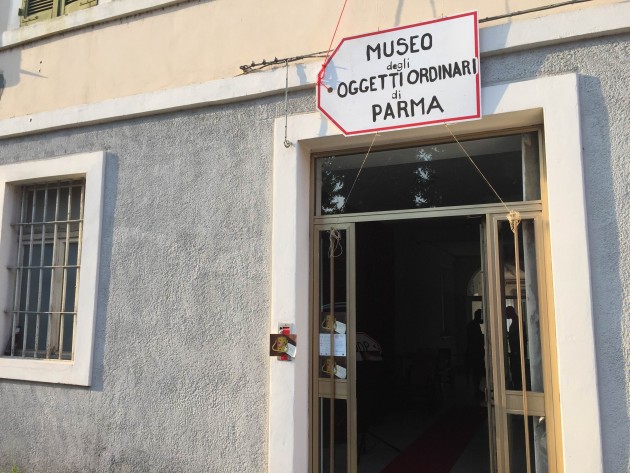 MUSEO
degli
OGGETTI ORDINARI
di
PARMA